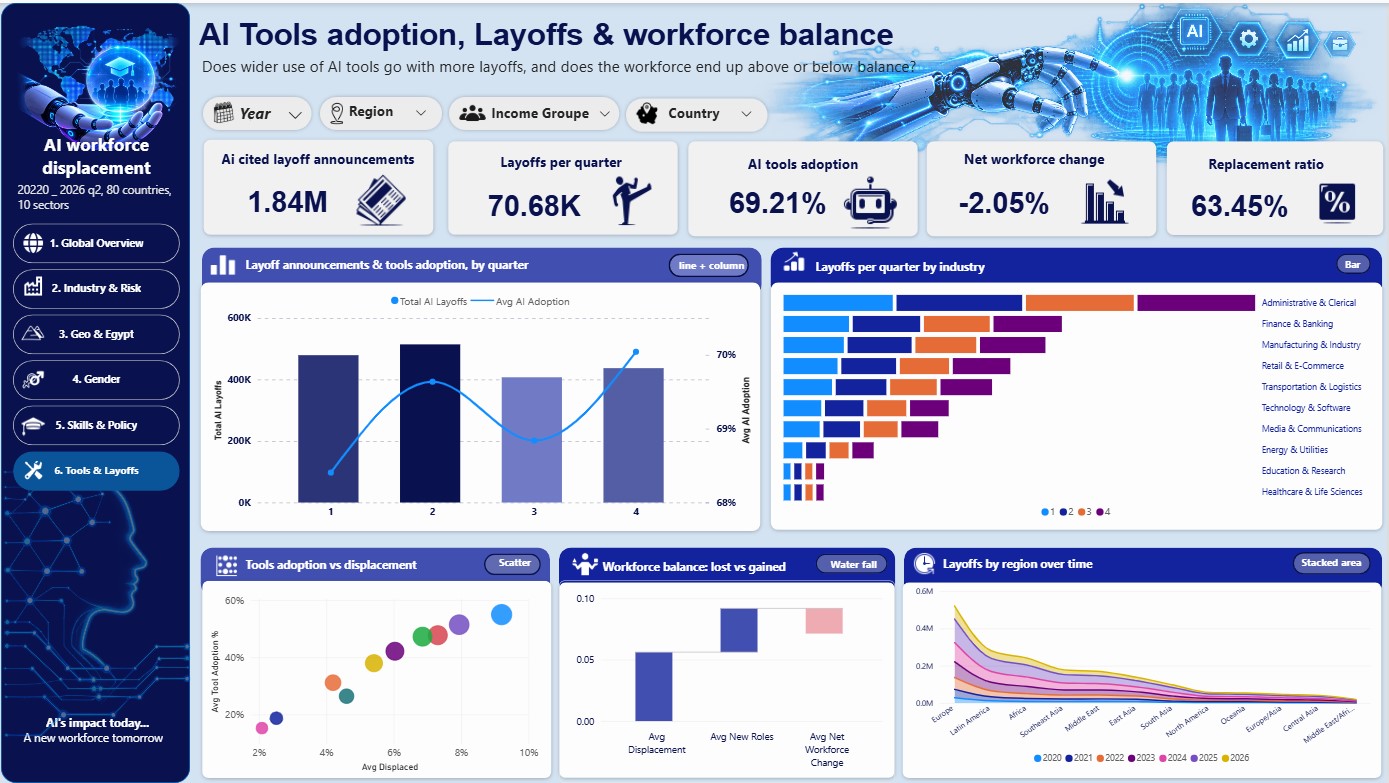 AI Tools adoption, Layoffs & workforce balance
Does wider use of AI tools go with more layoffs, and does the workforce end up above or below balance?
AI
AI workforce
displacement
20220 _ 2026 q2, 80 countries,
10 sectors
1. Global Overview
2. Industry & Risk
3. Geo & Egypt
4. Gender
5. Skills & Policy
6. Tools & Layoffs
AI's impact today...
A new workforce tomorrow
Year
Region
Income Groupe
Country
Ai cited layoff announcements
1.84M
Layoffs per quarter
70.68K
AI tools adoption
69.21%
Net workforce change
-2.05%
Replacement ratio
63.45%
%
Layoff announcements & tools adoption, by quarter
line + column
Total AI Layoffs
Avg AI Adoption
Total AI Layoffs
600K
400K
200K
0K
1
2
3
4
70%
69%
68%
Avg AI Adoption
Layoffs per quarter by industry
Bar
Administrative & Clerical
Finance & Banking
Manufacturing & Industry
Retail & E-Commerce
Transportation & Logistics
Technology & Software
Media & Communications
Energy & Utilities
Education & Research
Healthcare & Life Sciences
1 2 3 4
Tools adoption vs displacement
Scatter
Avg Tool Adoption %
60%
40%
20%
2%
4%
6%
8%
10%
Avg Displaced
Workforce balance: lost vs gained
Water fall
0.10
0.05
0.00
Avg
Displacement
Avg New Roles
Avg Net
Workforce
Change
Layoffs by region over time
Stacked area
0.6M
0.4M
0.2M
0.0M
Europe
Latin America
Africa
Southeast Asia
Middle East
East Asia
South Asia
North America
Oceania
Europe/Asia
Central Asia
Middle East/Afri...
2020 2021 2022 2023 2024 2025 2026